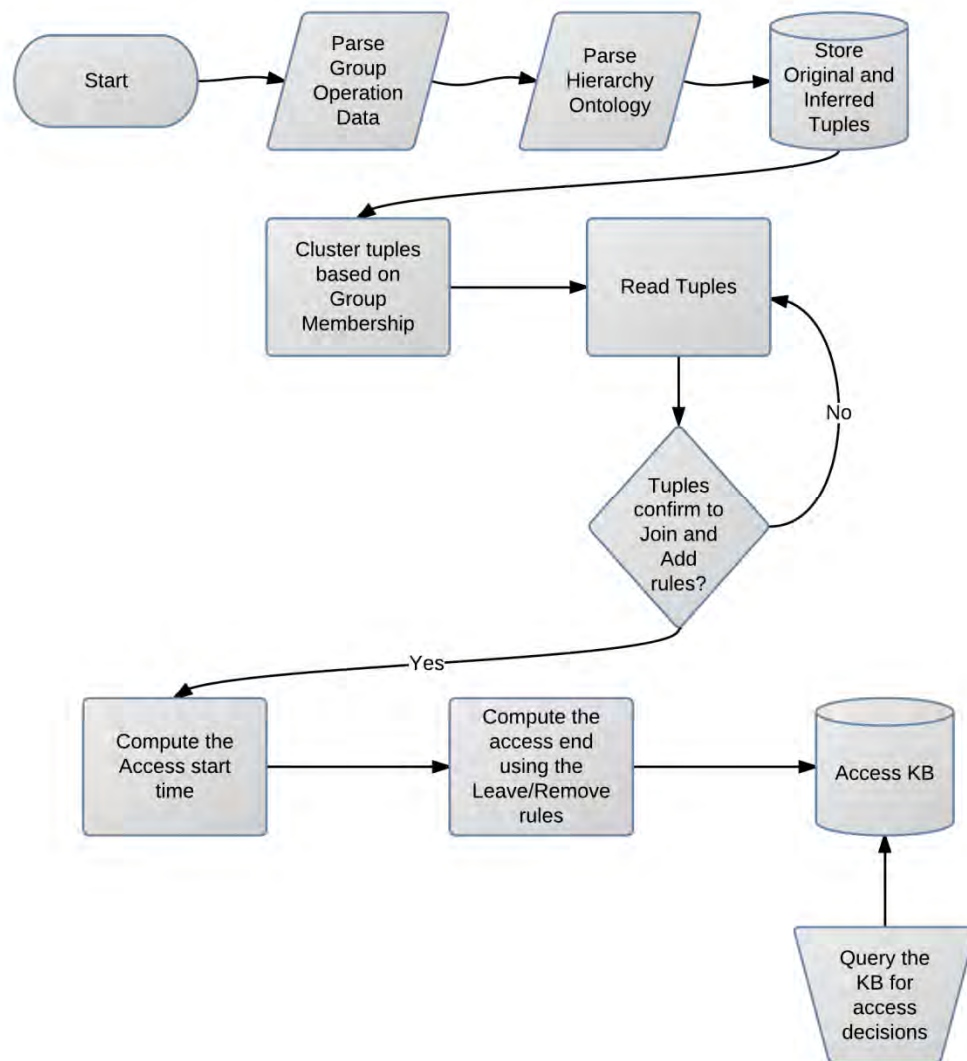 Start
Parse
Group
Operation
Data
Parse
Hierarchy
Ontology
Store
Original and
Inferred
Tuples
Cluster tuples
based on
Group
Membership
Read Tuples
No
Tuples
confirm to
Join and
Add
rules?
Yes
Compute the
Access start
time
Compute the
access end
using the
Leave/Remove
rules
Access KB
Query the
KB for
access
decisions